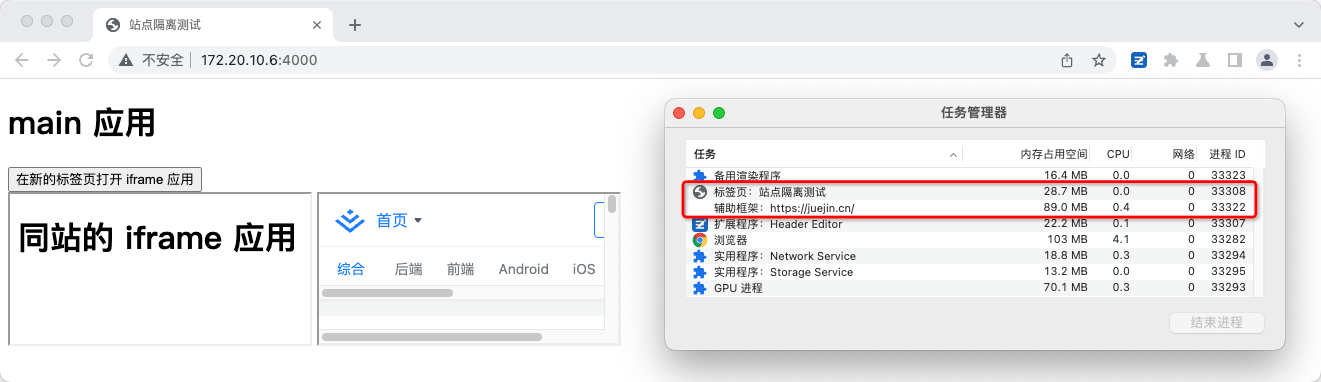 站点隔离测试
不安全 172.20.10.6:4000
main 应用
在新的标签页打开 iframe 应用
同站的 iframe 应用
首页
综合 后端 前端 Android iOS
任务管理器
任务 内存占用空间 CPU 网络 进程 ID
备用渲染程序 16.4 MB 0.0 0 33323
标签页：站点隔离测试 28.7 MB 0.0 0 33308
辅助框架：https://juejin.cn/ 89.0 MB 0.4 0 33322
扩展程序：Header Editor 22.2 MB 0.1 0 33307
浏览器 103 MB 4.1 0 33282
实用程序：Network Service 18.8 MB 0.3 0 33294
实用程序：Storage Service 13.2 MB 0.0 0 33295
GPU 进程 70.1 MB 0.3 0 33293
结束进程